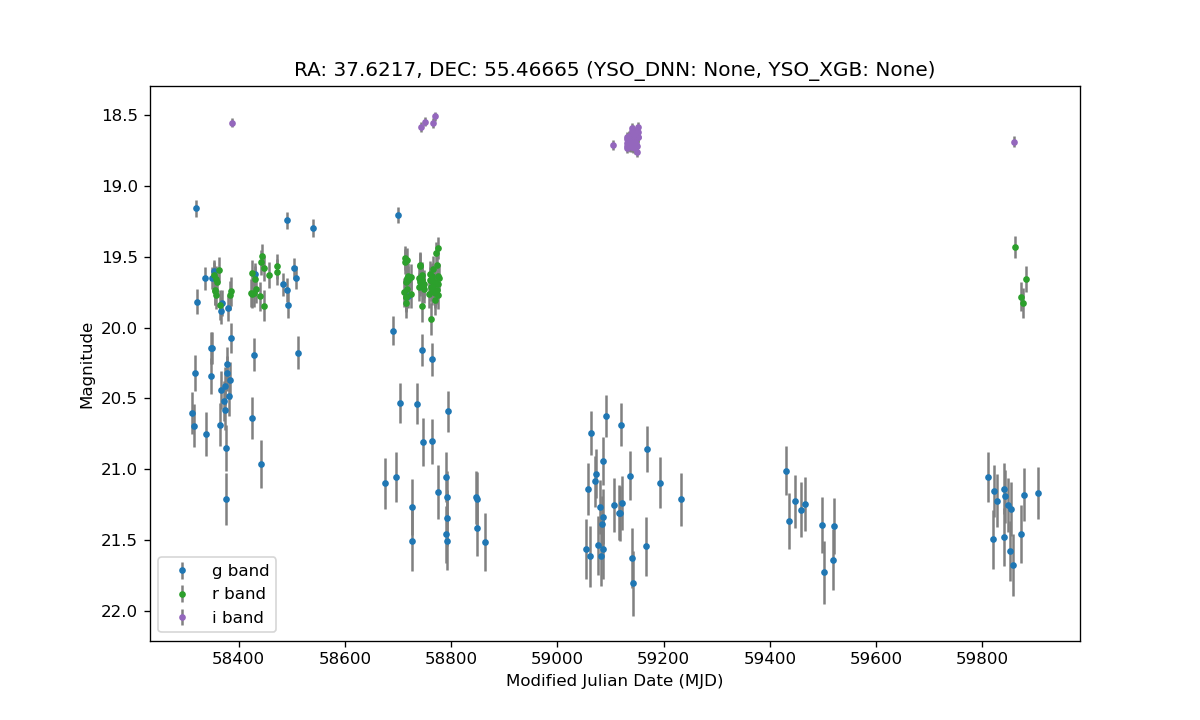 RA: 37.6217, DEC: 55.46665 (YSO_DNN: None, YSO_XGB: None)
18.5
19.0
19.5
20.0
20.5
21.0
21.5
22.0
Magnitude
g band
r band
i band
58400 58600 58800 59000 59200 59400 59600 59800
Modified Julian Date (MJD)